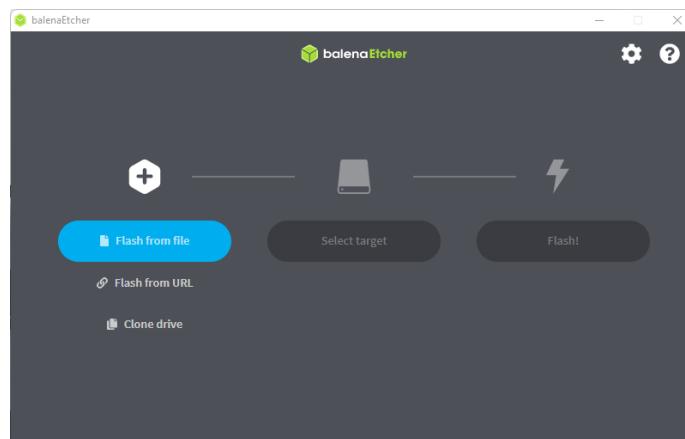 balenaEtcher
balenaEtcher
Flash from file
Select target
Flash!
Flash from URL
Clone drive